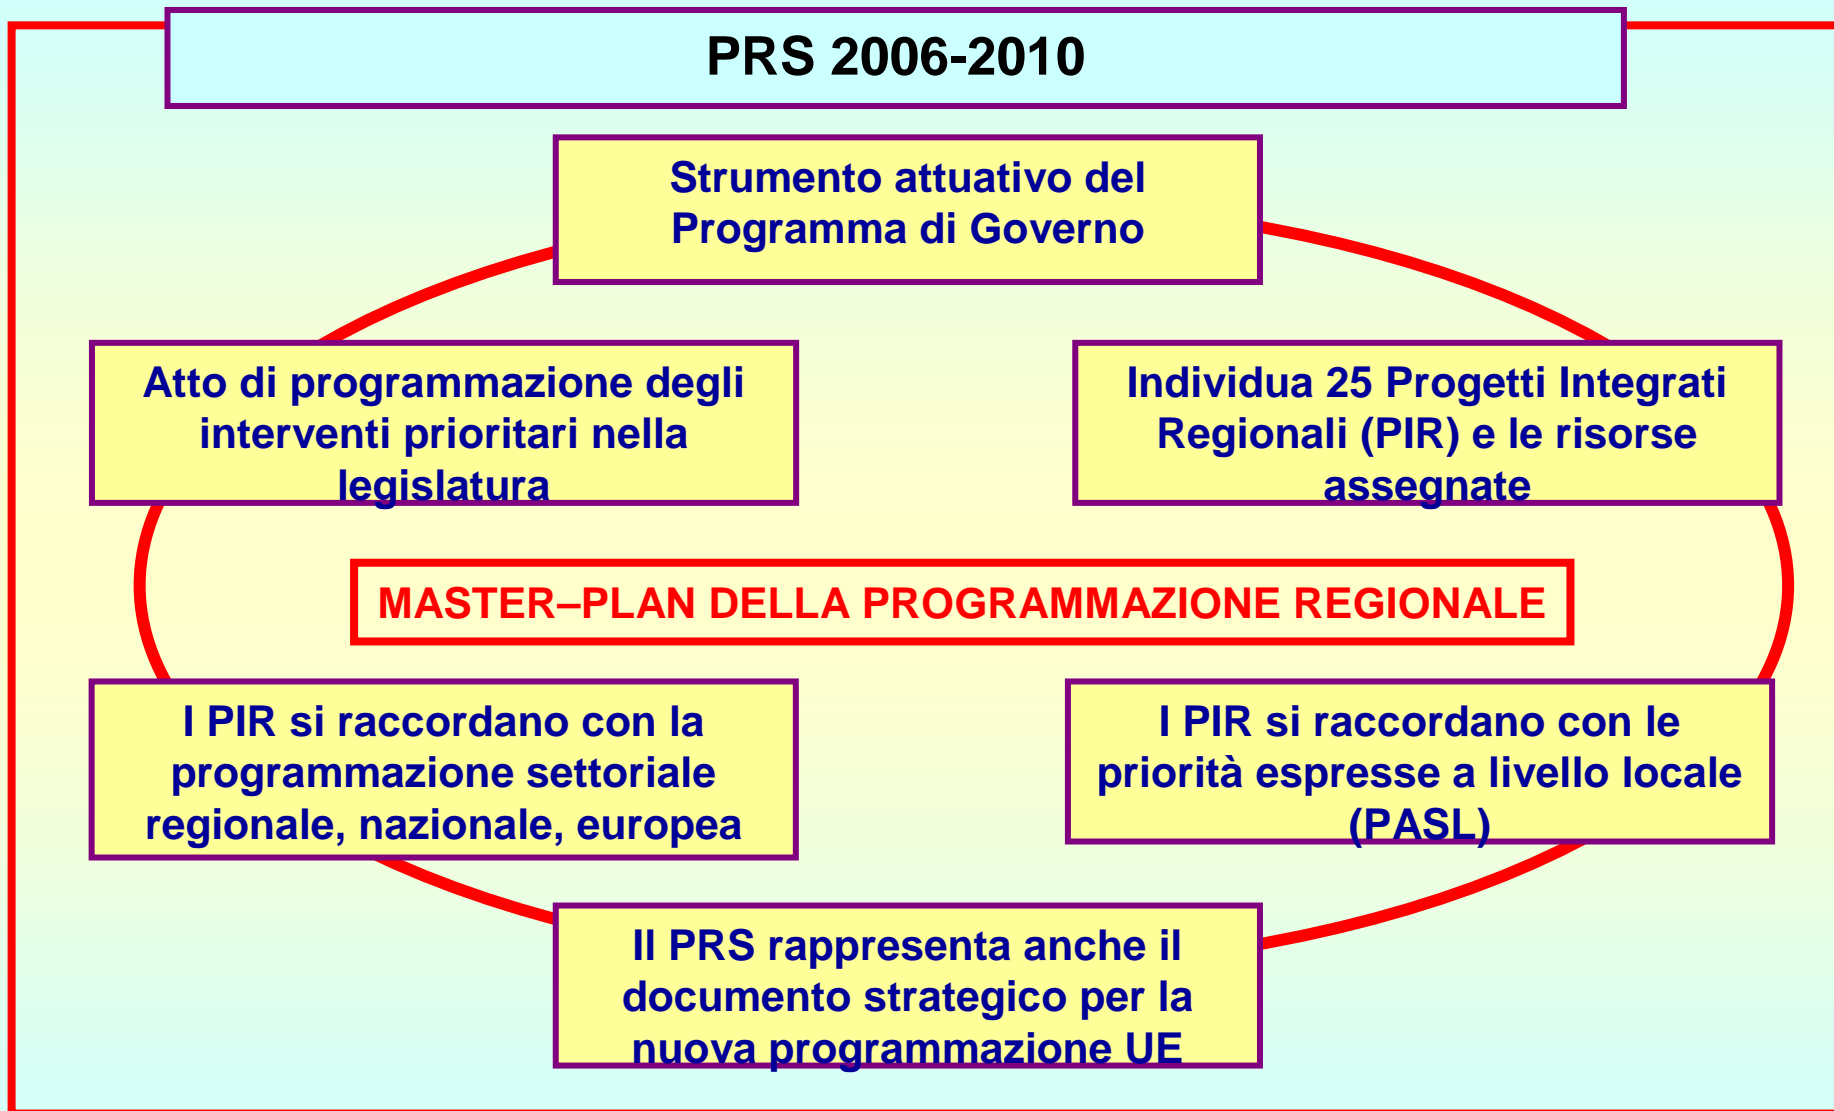 PRS 2006-2010
Strumento attuativo del
Programma di Governo
Atto di programmazione degli
interventi prioritari nella
legislatura
Individua 25 Progetti Integrati
Regionali (PIR) e le risorse
assegnate
MASTER–PLAN DELLA PROGRAMMAZIONE REGIONALE
I PIR si raccordano con la
programmazione settoriale
regionale, nazionale, europea
I PIR si raccordano con le
priorità espresse a livello locale
(PASL)
Il PRS rappresenta anche il
documento strategico per la
nuova programmazione UE